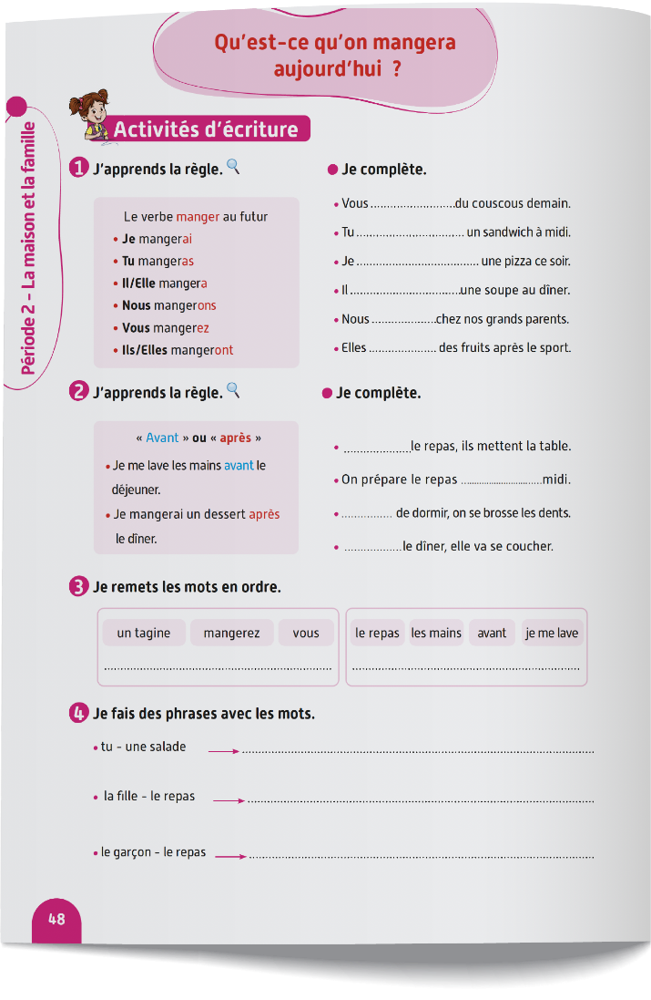 Qu'est-ce qu'on mangera
aujourd'hui ?
Période 2 - La maison et la famille
Activités d'écriture
1 J'apprends la règle.
Le verbe manger au futur
• Je mangerai
• Tu mangeras
• Il/Elle mangera
• Nous mangerons
• Vous mangerez
• Ils/Elles mangeront
● Je complète.
• Vous ..........................du couscous demain.
• Tu ................................. un sandwich à midi.
• Je ...................................... une pizza ce soir.
• Il ..................................une soupe au dîner.
• Nous ....................chez nos grands parents.
• Elles ..................... des fruits après le sport.
2 J'apprends la règle.
« Avant » ou « après »
• Je me lave les mains avant le
déjeuner.
• Je mangerai un dessert après
le dîner.
● Je complète.
• .....................le repas, ils mettent la table.
• On prépare le repas ..............................midi.
• ................ de dormir, on se brosse les dents.
• ..................le dîner, elle va se coucher.
3 Je remets les mots en ordre.
un tagine mangerez vous
......................................................................
le repas les mains avant je me lave
......................................................................
4 Je fais des phrases avec les mots.
• tu - une salade ..............................................................................
• la fille - le repas ..............................................................................
• le garçon - le repas ..............................................................................
48